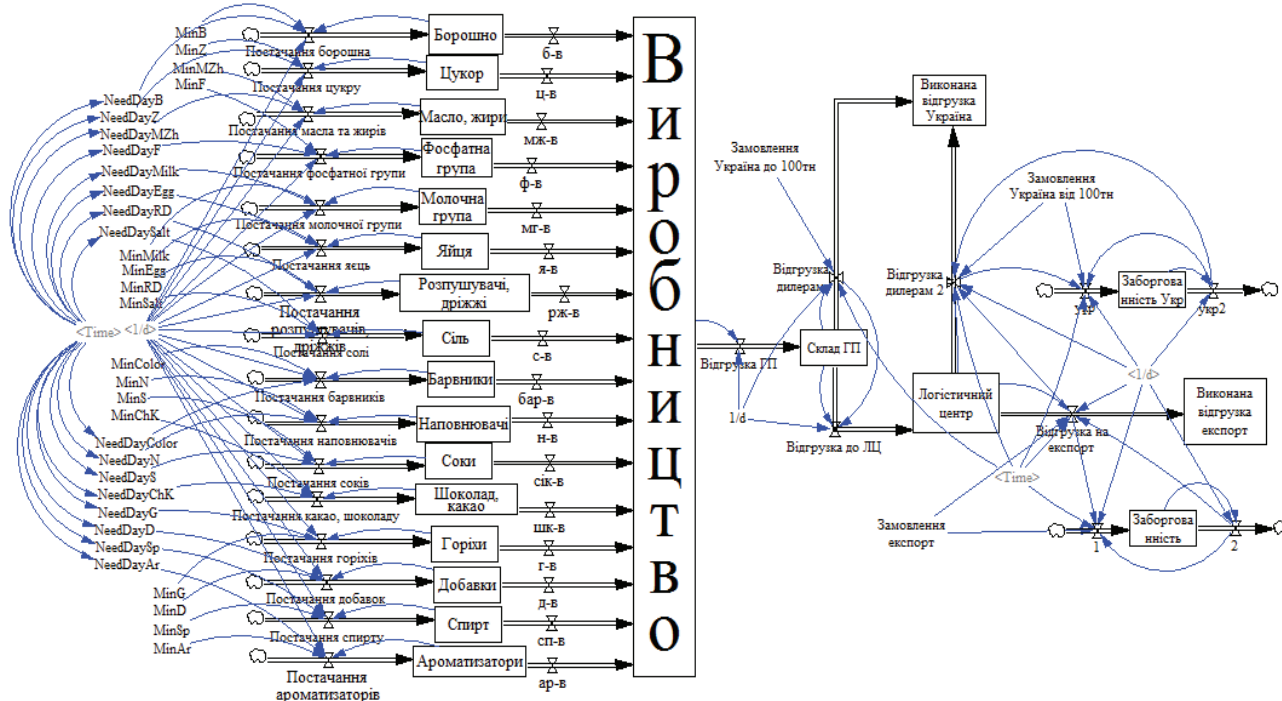 MinB
MinZ
MinMZh
MinF
NeedDayB
NeedDayZ
NeedDayMZh
NeedDayF
NeedDayMilk
NeedDayEgg
NeedDayRD
NeedDaySalt
MinMilk
MinEgg
MinRD
MinSalt
<Time>
<1/d>
MinColor
MinN
MinS
MinChK
NeedDayColor
NeedDayN
NeedDayS
NeedDayChK
NeedDayG
NeedDayD
NeedDaySp
NeedDayAr
MinG
MinD
MinSp
MinAr
Постачання борошна
Борошно
б-в
Постачання цукру
Цукор
ц-в
Постачання масла та жирів
Масло, жири
мж-в
Постачання фосфатної групи
Фосфатна
група
ф-в
Постачання молочної групи
Молочна
група
мг-в
Постачання яєць
Яйця
я-в
Постачання
розпушувачів
дріжжів
Розпушувачі,
дріжжі
рж-в
Постачання солі
Сіль
с-в
Постачання барвників
Барвники
бар-в
Постачання наповнювачів
Наповнювачі
н-в
Постачання соків
Соки
сік-в
Постачання какао, шоколаду
Шоколад,
какао
шк-в
Постачання горіхів
Горіхи
г-в
Постачання добавок
Добавки
д-в
Постачання спирту
Спирт
сп-в
Постачання
ароматизаторів
Ароматизатори
ар-в
Виробництво
Відгрузка ГП
1/d
Склад ГП
Замовлення
Україна до 100тн
Відгрузка
дилерам
Відгрузка до ЛЦ
Виконана
відгрузка
Україна
Відгрузка
дилерам 2
Замовлення
Україна від 100тн
укр
Заборгова
нність Укр
укр2
<1/d>
Логістичний
центр
Відгрузка на
експорт
Виконана
відгрузка
експорт
<Time>
Замовлення
експорт
1
Заборгова
нність
2